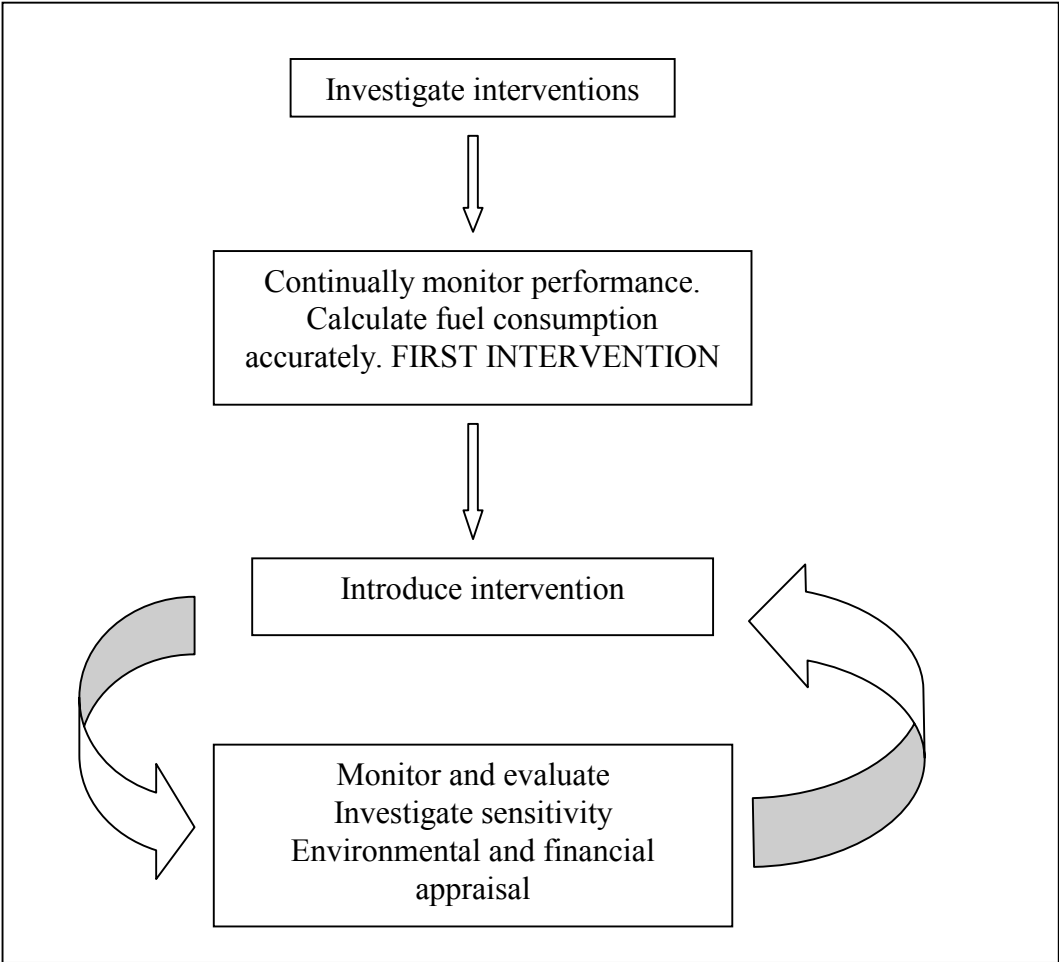 Investigate interventions
Continually monitor performance.
Calculate fuel consumption
accurately. FIRST INTERVENTION
Introduce intervention
Monitor and evaluate
Investigate sensitivity
Environmental and financial
appraisal